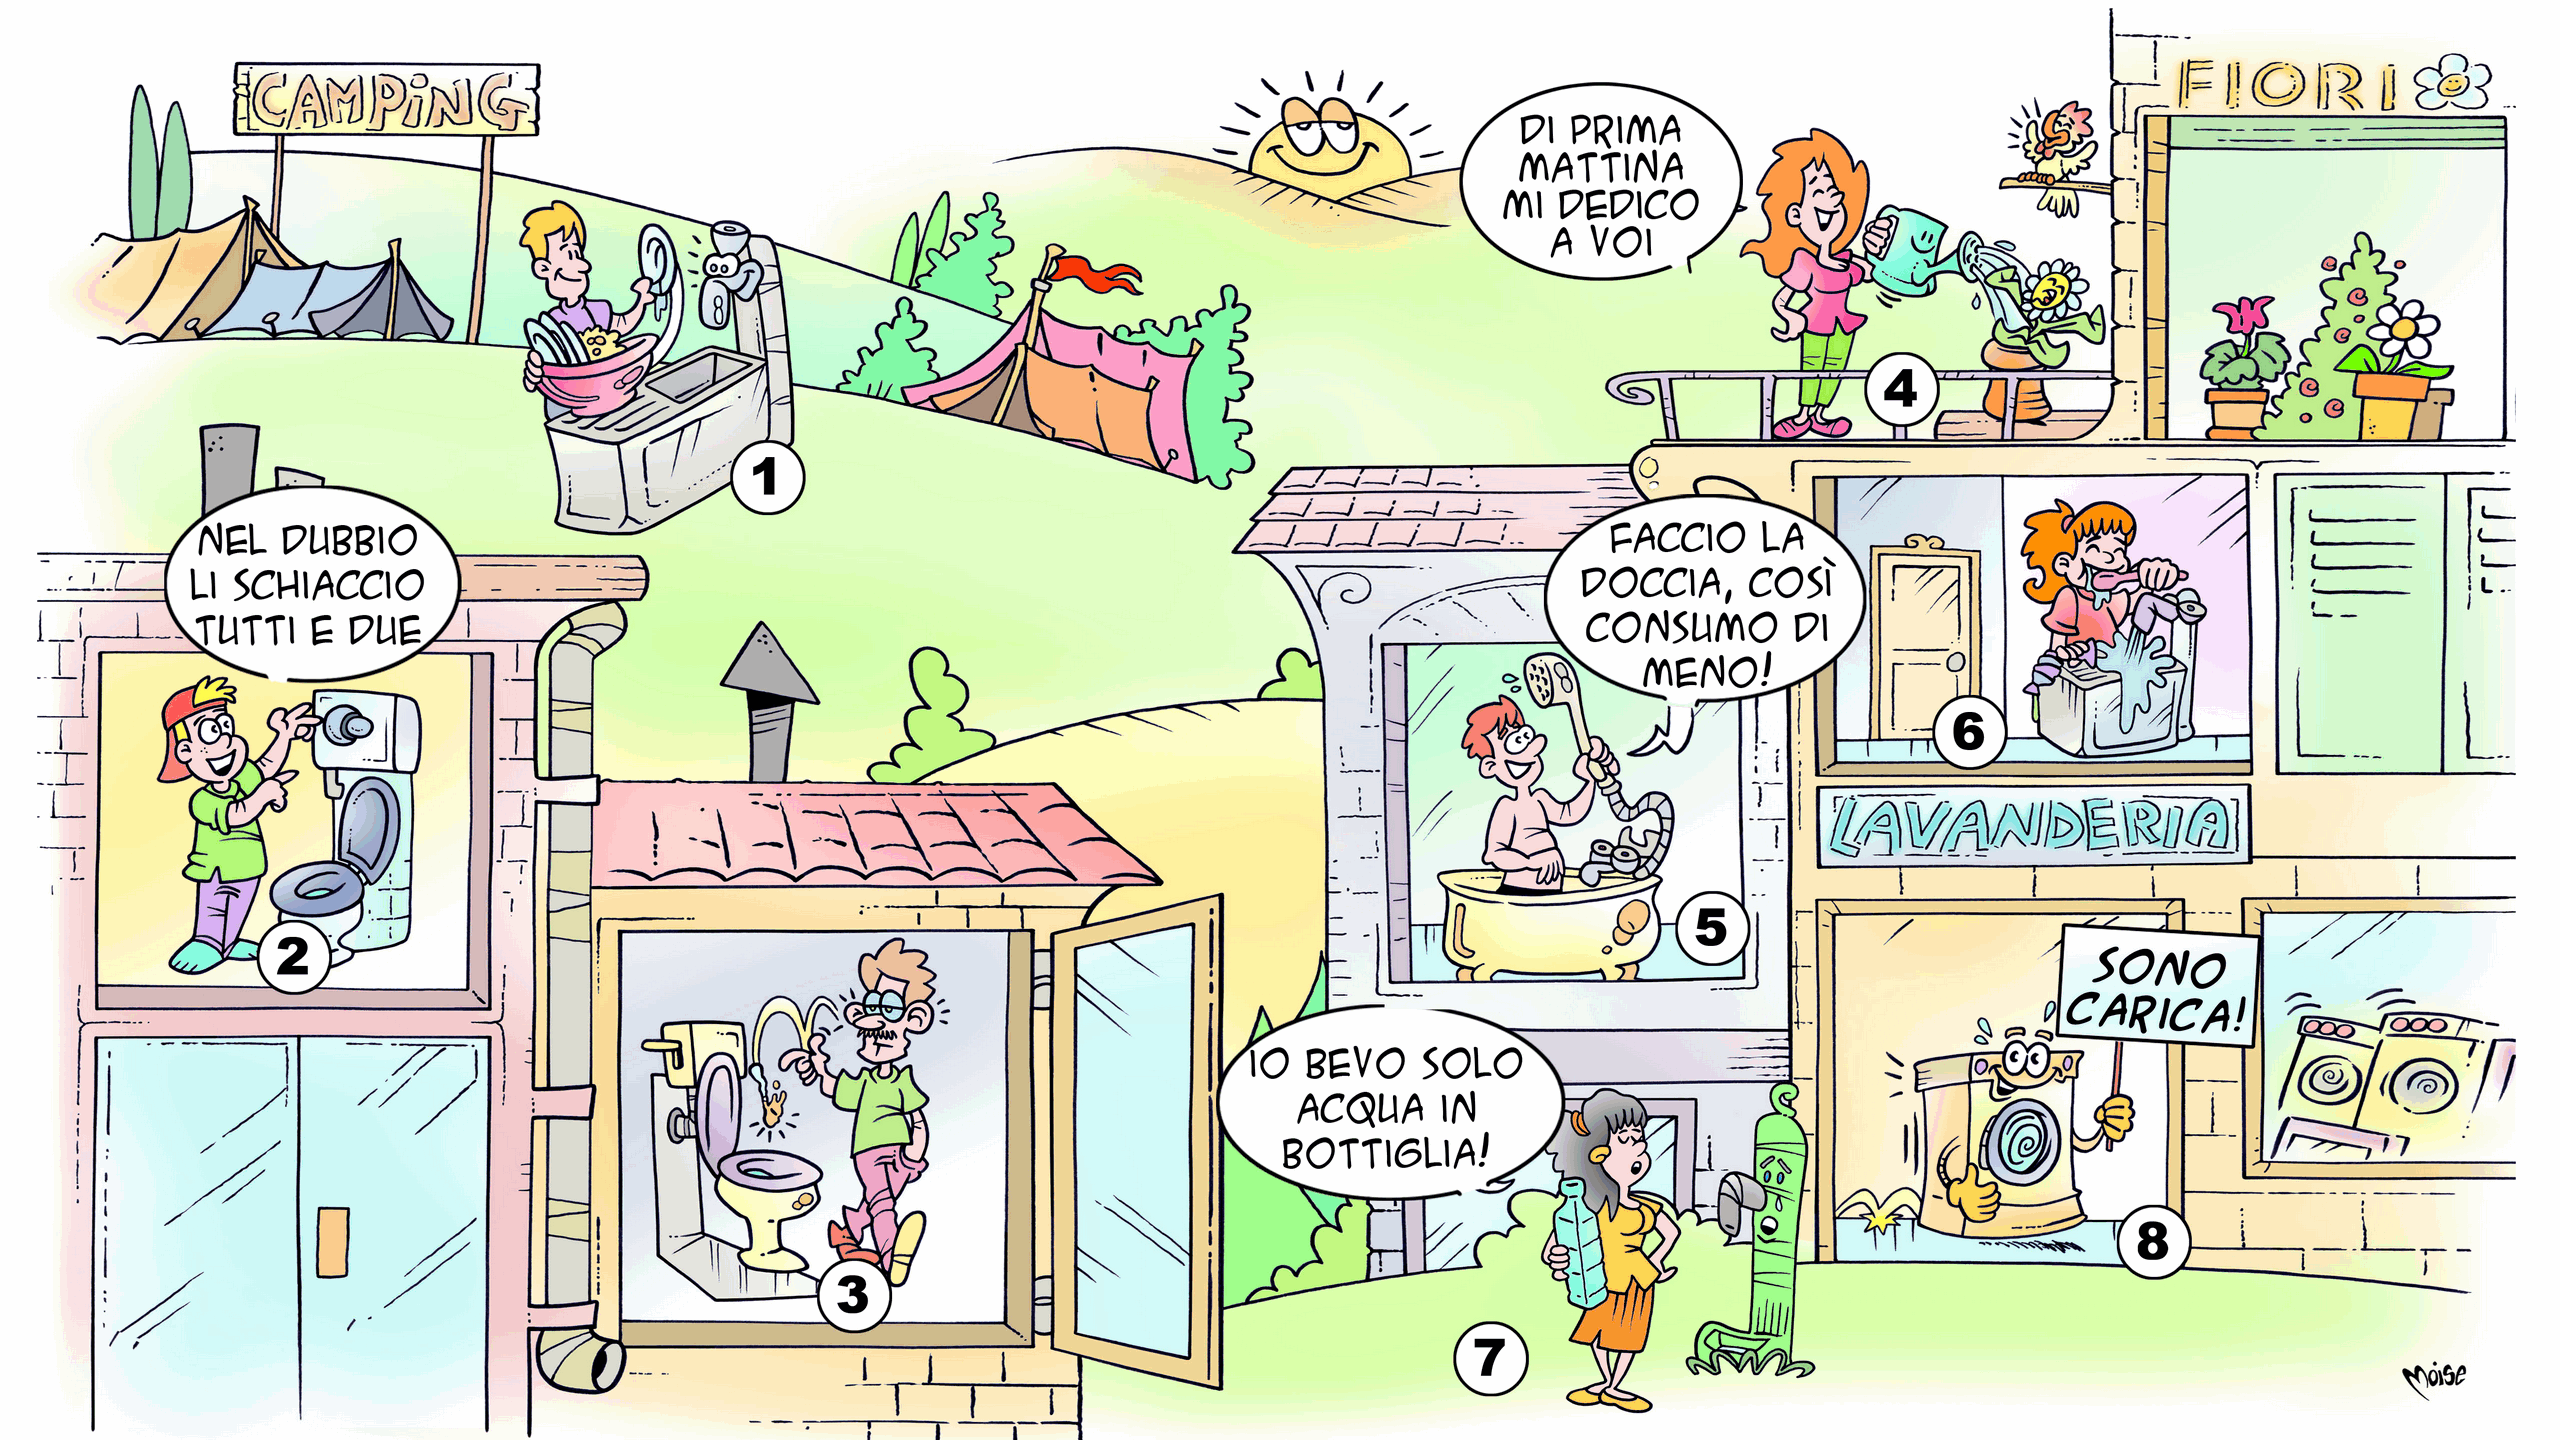 CAMPiNG
FIORI
DI PRIMA
MATTINA
MI DEDICO
A VOI
4
1
NEL DUBBIO
LI SCHIACCIO
TUTTI E DUE
2
FACCIO LA
DOCCIA, COSÌ
CONSUMO DI
MENO!
6
5
LAVANDERIA
3
IO BEVO SOLO
ACQUA IN
BOTTIGLIA!
7
SONO
CARICA!
8
Moise